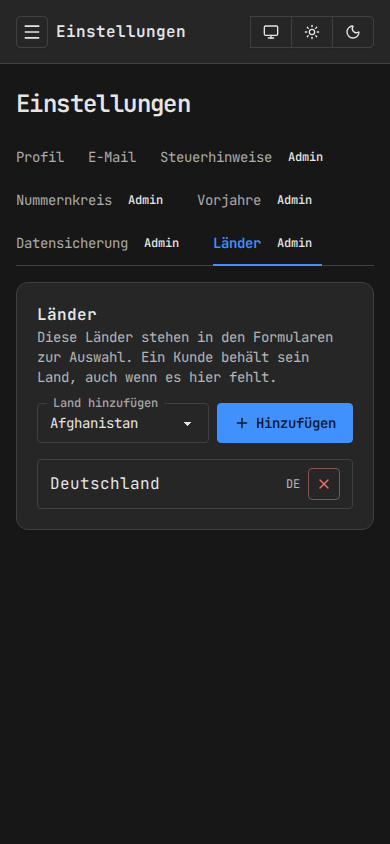 Einstellungen
Einstellungen
Profil E-Mail Steuerhinweise Admin
Nummernkreis Admin Vorjahre Admin
Datensicherung Admin Länder Admin
Länder
Diese Länder stehen in den Formularen
zur Auswahl. Ein Kunde behält sein
Land, auch wenn es hier fehlt.
Land hinzufügen
Afghanistan + Hinzufügen
Deutschland DE